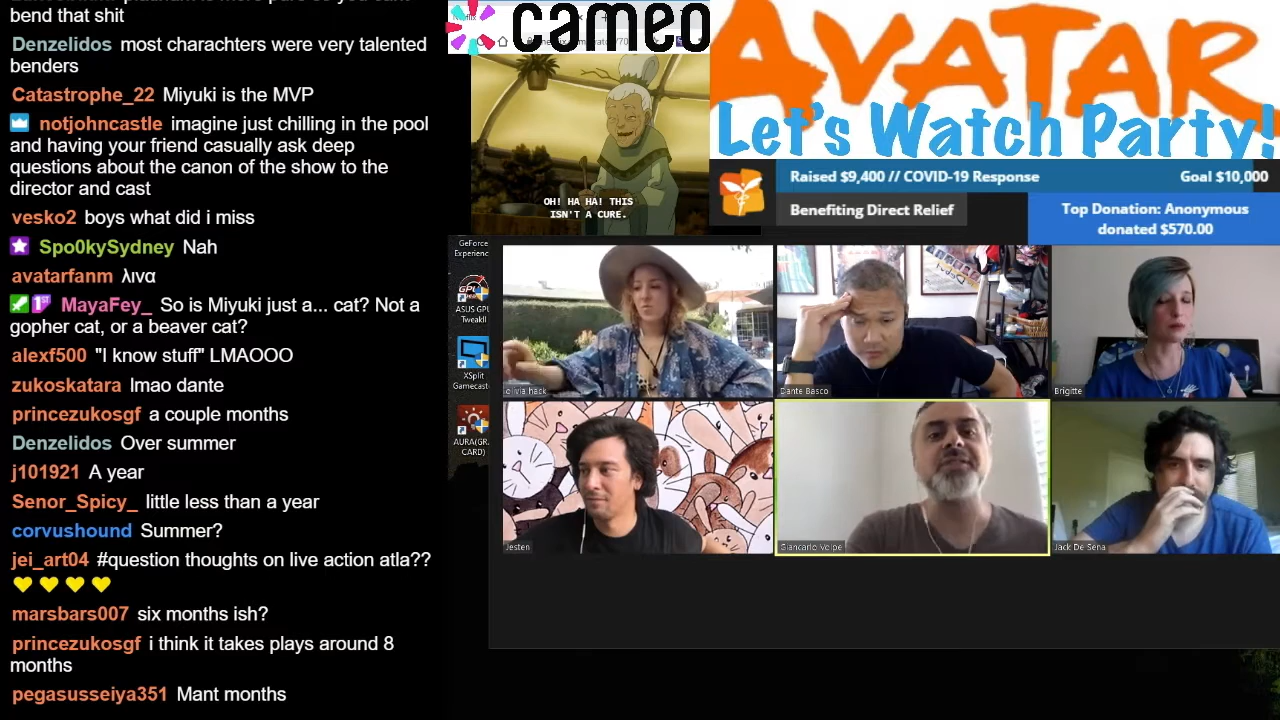 bend that shit
Denzelidos most charachters were very talented
benders
Catastrophe_22 Miyuki is the MVP
notjohncastle imagine just chilling in the pool
and having your friend casually ask deep
questions about the canon of the show to the
director and cast
vesko2 boys what did i miss
Spo0kySydney Nah
avatarfanm λινα
MayaFey_ So is Miyuki just a... cat? Not a
gopher cat, or a beaver cat?
alexf500 "I know stuff" LMAOOO
zukoskatara lmao dante
princezukosgf a couple months
Denzelidos Over summer
j101921 A year
Senor_Spicy_ little less than a year
corvushound Summer?
jei_art04 #question thoughts on live action atla??
marsbars007 six months ish?
princezukosgf i think it takes plays around 8
months
pegasusseiya351 Mant months
cameo
OH! HA HA! THIS
ISN'T A CURE.
AVATAR
Let's Watch Party!
Raised $9,400 // COVID-19 Response
Goal $10,000
Benefiting Direct Relief
Top Donation: Anonymous
donated $570.00
GeForce
Experience
ASUS GPU
TweakII
XSplit
Gamecaste
AURA(GRA
CARD)
olivia hack
Dante Basco
Brigitte
Jesten
Giancarlo Volpe
Jack De Sena